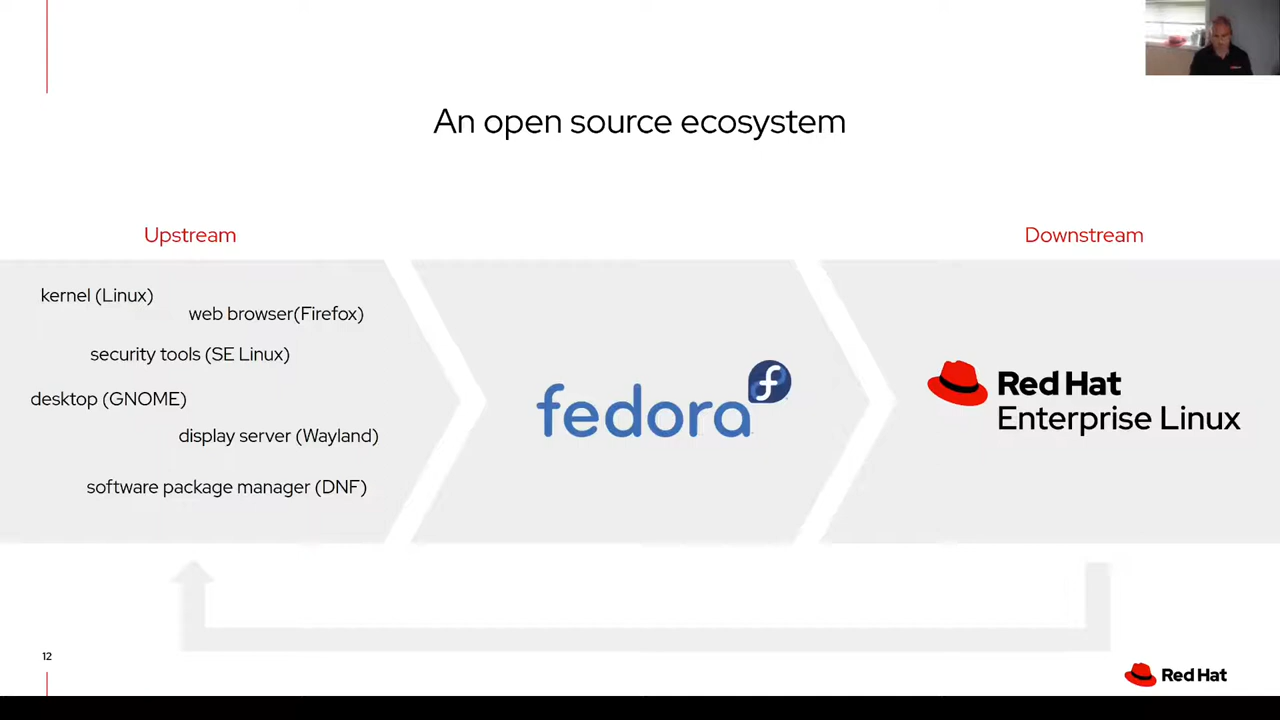 An open source ecosystem
Upstream
Downstream
kernel (Linux)
web browser(Firefox)
security tools (SE Linux)
desktop (GNOME)
display server (Wayland)
software package manager (DNF)
fedora
Red Hat
Enterprise Linux
12
Red Hat